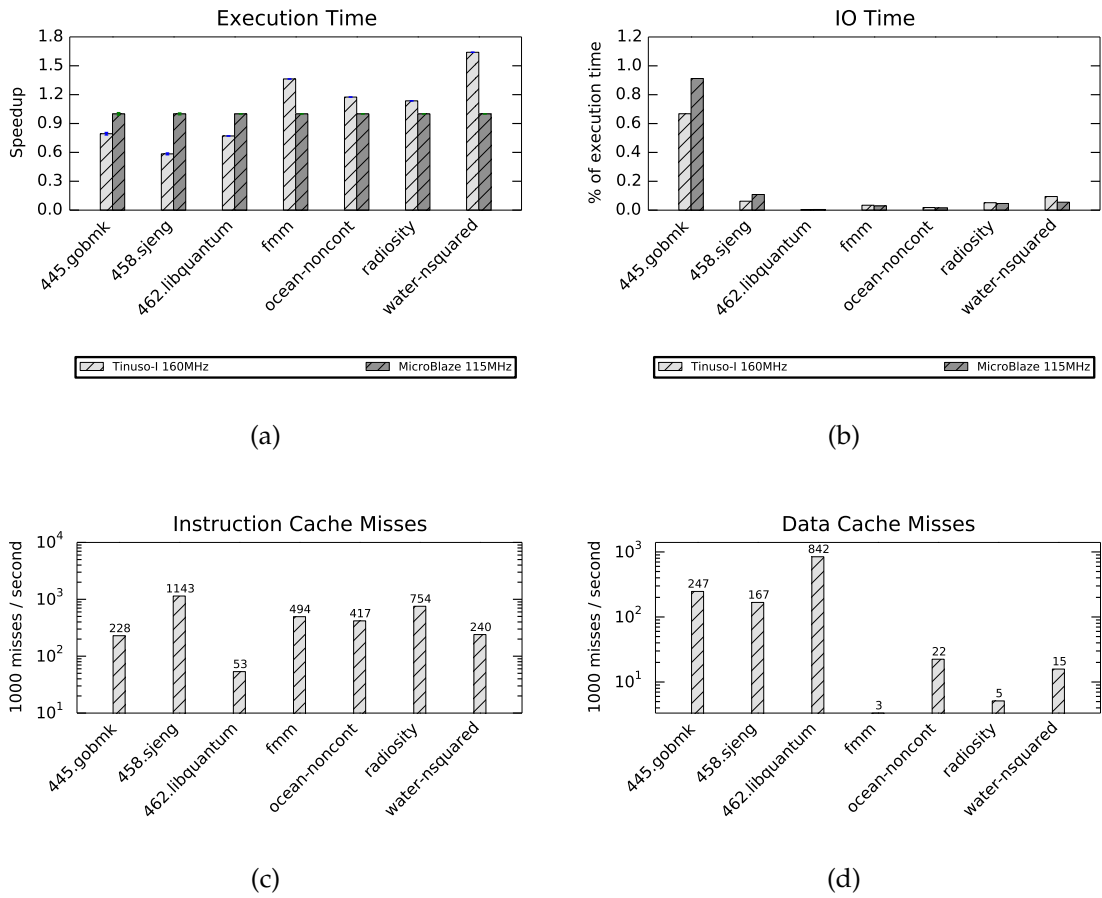 Execution Time
Speedup
1.8
1.5
1.2
0.9
0.6
0.3
0.0
445.gobmk
458.sjeng
462.libquantum
fmm
ocean-noncont
radiosity
water-nsquared
Tinuso-I 160MHz
MicroBlaze 115MHz
(a)
IO Time
% of execution time
1.2
1.0
0.8
0.6
0.4
0.2
0.0
445.gobmk
458.sjeng
462.libquantum
fmm
ocean-noncont
radiosity
water-nsquared
Tinuso-I 160MHz
MicroBlaze 115MHz
(b)
Instruction Cache Misses
1000 misses / second
10^4
10^3
10^2
10^1
228
1143
53
494
417
754
240
445.gobmk
458.sjeng
462.libquantum
fmm
ocean-noncont
radiosity
water-nsquared
(c)
Data Cache Misses
1000 misses / second
10^3
10^2
10^1
247
167
842
3
22
5
15
445.gobmk
458.sjeng
462.libquantum
fmm
ocean-noncont
radiosity
water-nsquared
(d)